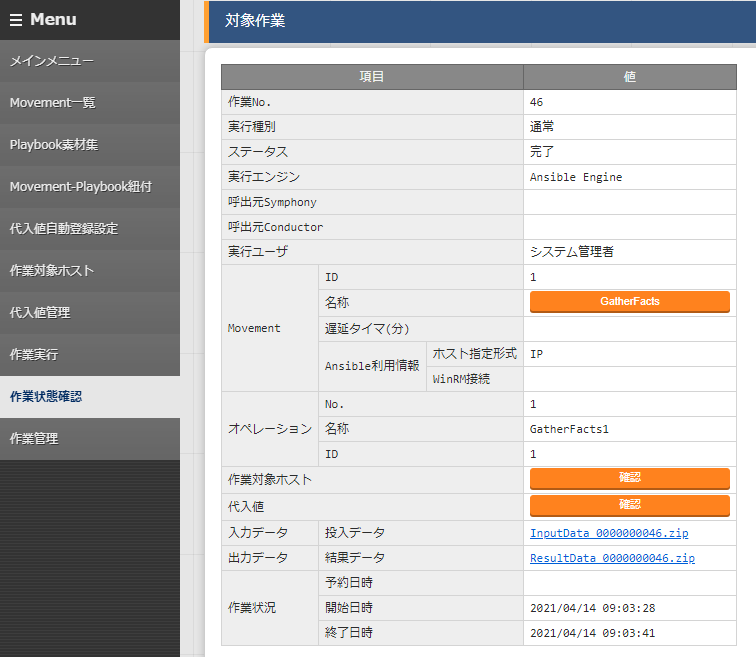 ☰ Menu
メインメニュー
Movement一覧
Playbook素材集
Movement-Playbook紐付
代入値自動登録設定
作業対象ホスト
代入値管理
作業実行
作業状態確認
作業管理
対象作業
項目 値
作業No. 46
実行種別 通常
ステータス 完了
実行エンジン Ansible Engine
呼出元Symphony
呼出元Conductor
実行ユーザ システム管理者
Movement ID 1
名称 GatherFacts
遅延タイマ(分)
Ansible利用情報 ホスト指定形式 IP
WinRM接続
オペレーション No. 1
名称 GatherFacts1
ID 1
作業対象ホスト 確認
代入値 確認
入力データ 投入データ InputData_0000000046.zip
出力データ 結果データ ResultData_0000000046.zip
作業状況 予約日時
開始日時 2021/04/14 09:03:28
終了日時 2021/04/14 09:03:41